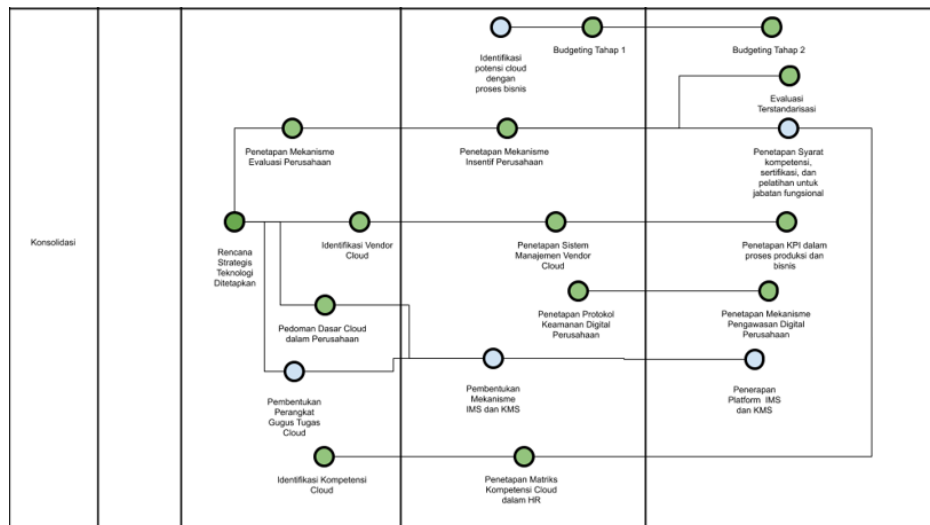 Identifikasi
potensi cloud
dengan
proses bisnis
Budgeting Tahap 1
Budgeting Tahap 2
Evaluasi
Terstandarisasi
Penetapan Mekanisme
Evaluasi Perusahaan
Penetapan Mekanisme
Insentif Perusahaan
Penetapan Syarat
kompetensi,
sertifikasi, dan
pelatihan untuk
jabatan fungsional
Konsolidasi
Rencana
Strategis
Teknologi
Ditetapkan
Identifikasi Vendor
Cloud
Penetapan Sistem
Manajemen Vendor
Cloud
Penetapan KPI dalam
proses produksi dan
bisnis
Pedoman Dasar Cloud
dalam Perusahaan
Penetapan Protokol
Keamanan Digital
Perusahaan
Penetapan Mekanisme
Pengawasan Digital
Perusahaan
Pembentukan
Perangkat
Gugus Tugas
Cloud
Pembentukan
Mekanisme
IMS dan KMS
Penerapan
Platform IMS
dan KMS
Identifikasi Kompetensi
Cloud
Penetapan Matriks
Kompetensi Cloud
dalam HR